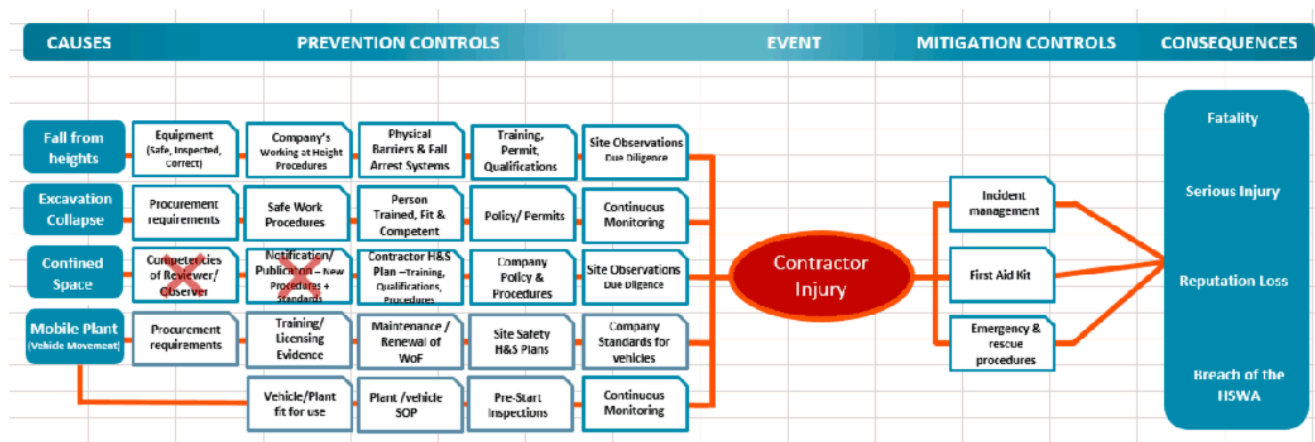 CAUSES
PREVENTION CONTROLS
EVENT
MITIGATION CONTROLS
CONSEQUENCES
Fall from
heights
Equipment
(Safe, Inspected,
Correct)
Company's
Working at Height
Procedures
Physical
Barriers & Fall
Arrest Systems
Training,
Permit,
Qualifications
Site Observations
Due Diligence
Excavation
Collapse
Procurement
requirements
Safe Work
Procedures
Person
Trained, Fit &
Competent
Policy/ Permits
Continuous
Monitoring
Confined
Space
Competencies
of Reviewer/
Observer
Notification/
Publication – New
Procedures +
Standards
Contractor H&S
Plan –Training,
Qualifications,
Procedures
Company
Policy &
Procedures
Site Observations
Due Diligence
Mobile Plant
(Vehicle Movement)
Procurement
requirements
Training/
Licensing
Evidence
Maintenance /
Renewal of
WoF
Site Safety
H&S Plans
Company
Standards for
vehicles
Vehicle/Plant
fit for use
Plant /vehicle
SOP
Pre-Start
Inspections
Continuous
Monitoring
Contractor
Injury
Incident
management
First Aid Kit
Emergency &
rescue
procedures
Fatality
Serious Injury
Reputation Loss
Breach of the
HSWA